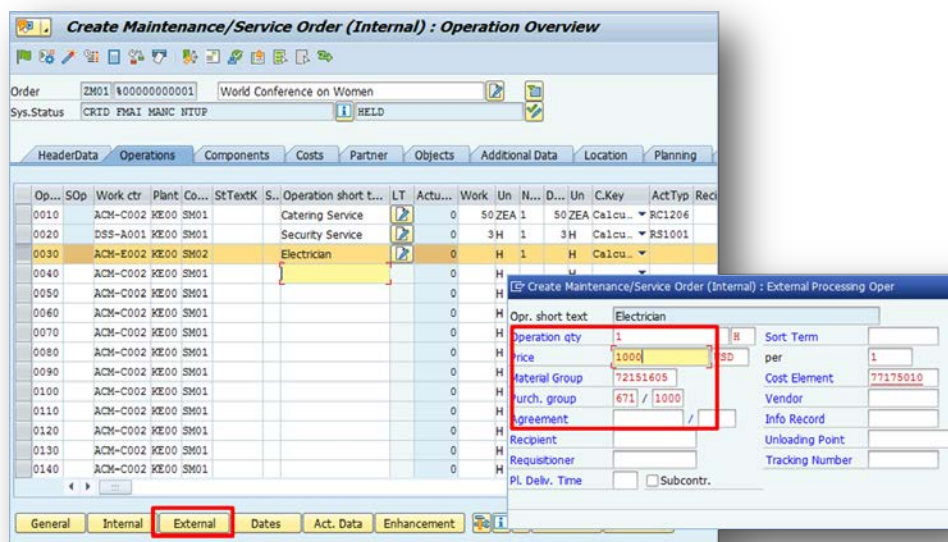 Create Maintenance/Service Order (Internal) : Operation Overview
Order ZM01 %00000000001 World Conference on Women
Sys.Status CRTD FMAI MANC NTUP HELD
HeaderData Operations Components Costs Partner Objects Additional Data Location Planning
Op... SOp Work ctr Plant Co... StTextK S.. Operation short t... LT Actu... Work Un N... D... Un C.Key ActTyp Reci
0010 ACM-C002 KE00 SM01 Catering Service 0 50 ZEA 1 50 ZEA Calcu.. RC1206
0020 DSS-A001 KE00 SM01 Security Service 0 3 H 1 3 H Calcu.. RS1001
0030 ACM-E002 KE00 SM02 Electrician 0 H 1 H Calcu..
0040 ACM-C002 KE00 SM01 0 H H
0050 ACM-C002 KE00 SM01 0 H
0060 ACM-C002 KE00 SM01 0 H
0070 ACM-C002 KE00 SM01 0 H
0080 ACM-C002 KE00 SM01 0 H
0090 ACM-C002 KE00 SM01 0 H
0100 ACM-C002 KE00 SM01 0 H
0110 ACM-C002 KE00 SM01 0 H
0120 ACM-C002 KE00 SM01 0 H
0130 ACM-C002 KE00 SM01 0 H
0140 ACM-C002 KE00 SM01 0 H
General Internal External Dates Act. Data Enhancement
Create Maintenance/Service Order (Internal) : External Processing Oper
Opr. short text Electrician
Operation qty 1 H Sort Term
Price 1000 USD per 1
Material Group 72151605 Cost Element 77175010
Purch. group 671 / 1000 Vendor
Agreement / Info Record
Recipient Unloading Point
Requisitioner Tracking Number
Pl. Deliv. Time Subcontr.